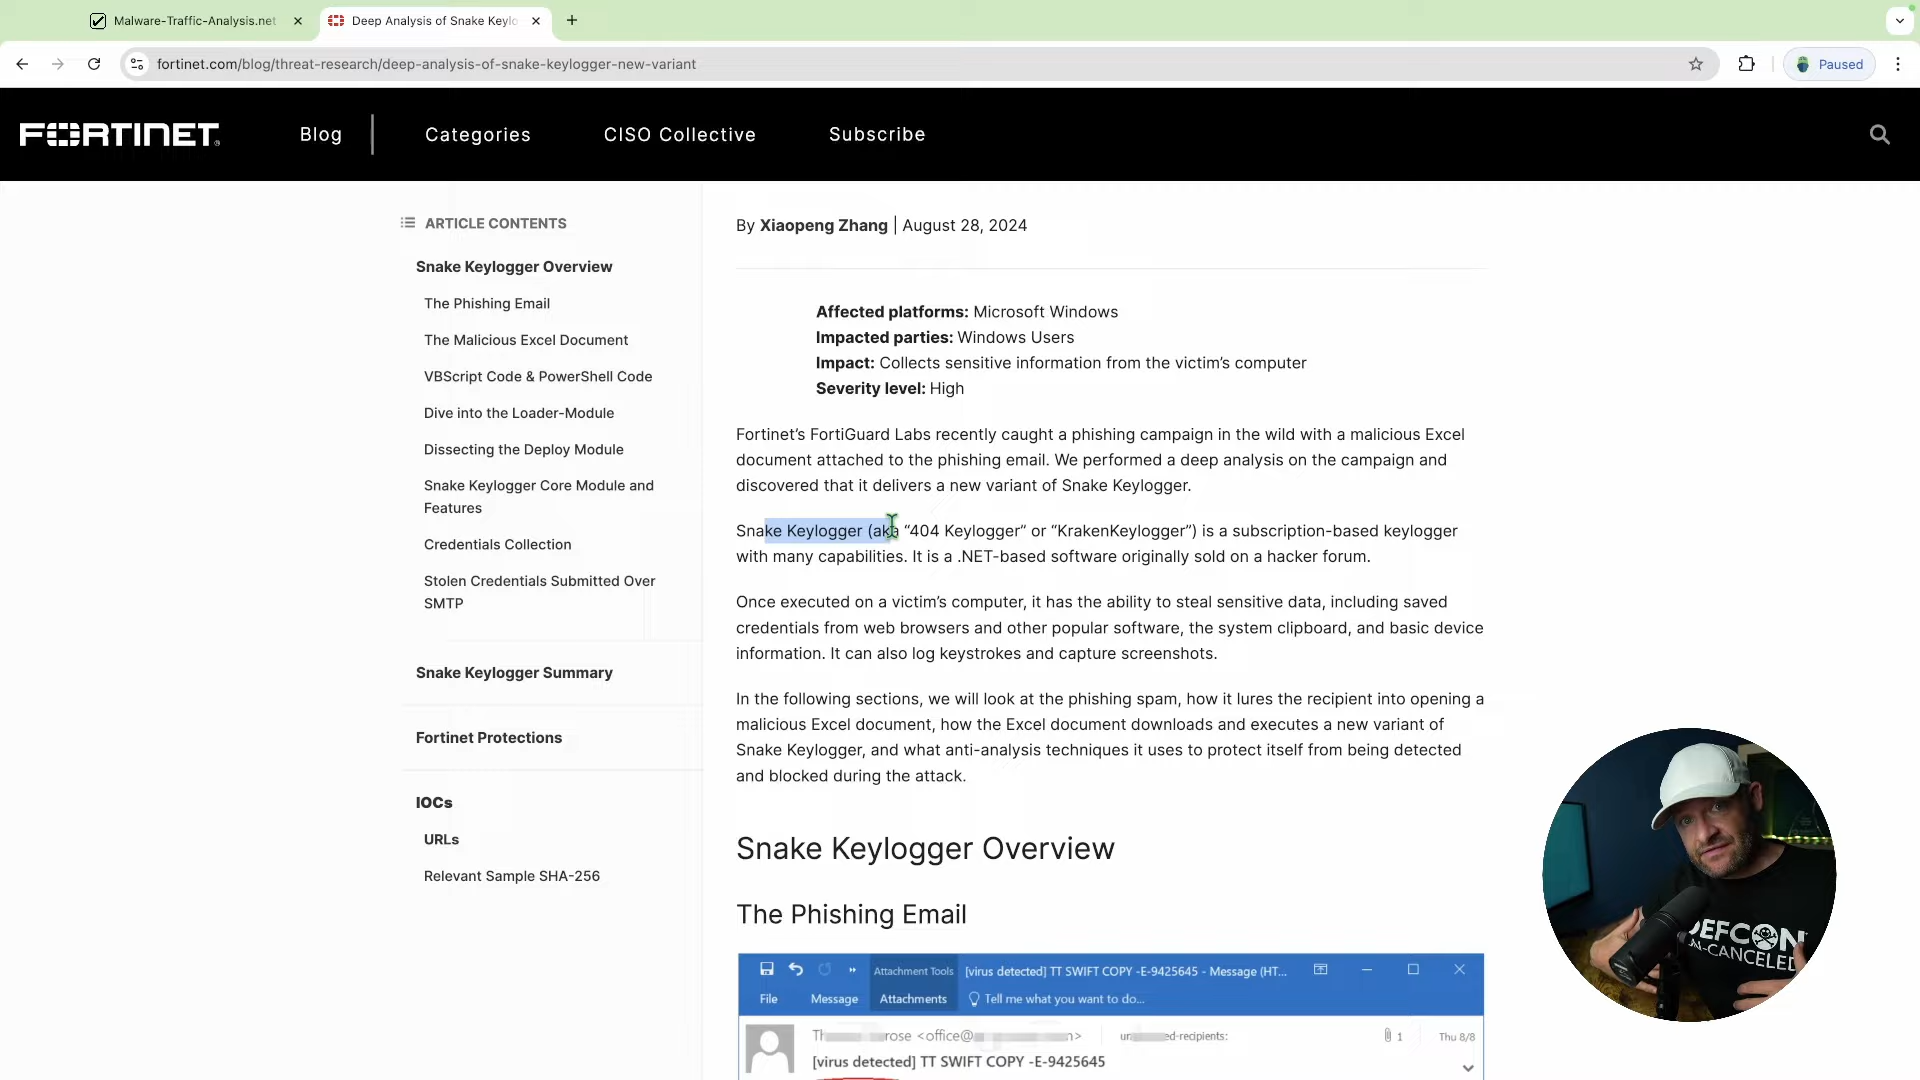 Malware-Traffic-Analysis.net
Deep Analysis of Snake Keylo
fortinet.com/blog/threat-research/deep-analysis-of-snake-keylogger-new-variant
Paused
FORTINET
Blog
Categories
CISO Collective
Subscribe
ARTICLE CONTENTS
Snake Keylogger Overview
The Phishing Email
The Malicious Excel Document
VBScript Code & PowerShell Code
Dive into the Loader-Module
Dissecting the Deploy Module
Snake Keylogger Core Module and
Features
Credentials Collection
Stolen Credentials Submitted Over
SMTP
Snake Keylogger Summary
Fortinet Protections
IOCs
URLs
Relevant Sample SHA-256
By Xiaopeng Zhang | August 28, 2024
Affected platforms: Microsoft Windows
Impacted parties: Windows Users
Impact: Collects sensitive information from the victim’s computer
Severity level: High
Fortinet’s FortiGuard Labs recently caught a phishing campaign in the wild with a malicious Excel
document attached to the phishing email. We performed a deep analysis on the campaign and
discovered that it delivers a new variant of Snake Keylogger.
Snake Keylogger (aka “404 Keylogger” or “KrakenKeylogger”) is a subscription-based keylogger
with many capabilities. It is a .NET-based software originally sold on a hacker forum.
Once executed on a victim’s computer, it has the ability to steal sensitive data, including saved
credentials from web browsers and other popular software, the system clipboard, and basic device
information. It can also log keystrokes and capture screenshots.
In the following sections, we will look at the phishing spam, how it lures the recipient into opening a
malicious Excel document, how the Excel document downloads and executes a new variant of
Snake Keylogger, and what anti-analysis techniques it uses to protect itself from being detected
and blocked during the attack.
Snake Keylogger Overview
The Phishing Email
Attachment Tools
[virus detected] TT SWIFT COPY -E-9425645 - Message (HT...
File
Message
Attachments
Tell me what you want to do...
<office@
1
Thu 8/8
[virus detected] TT SWIFT COPY -E-9425645
DEFCON
CANCELED